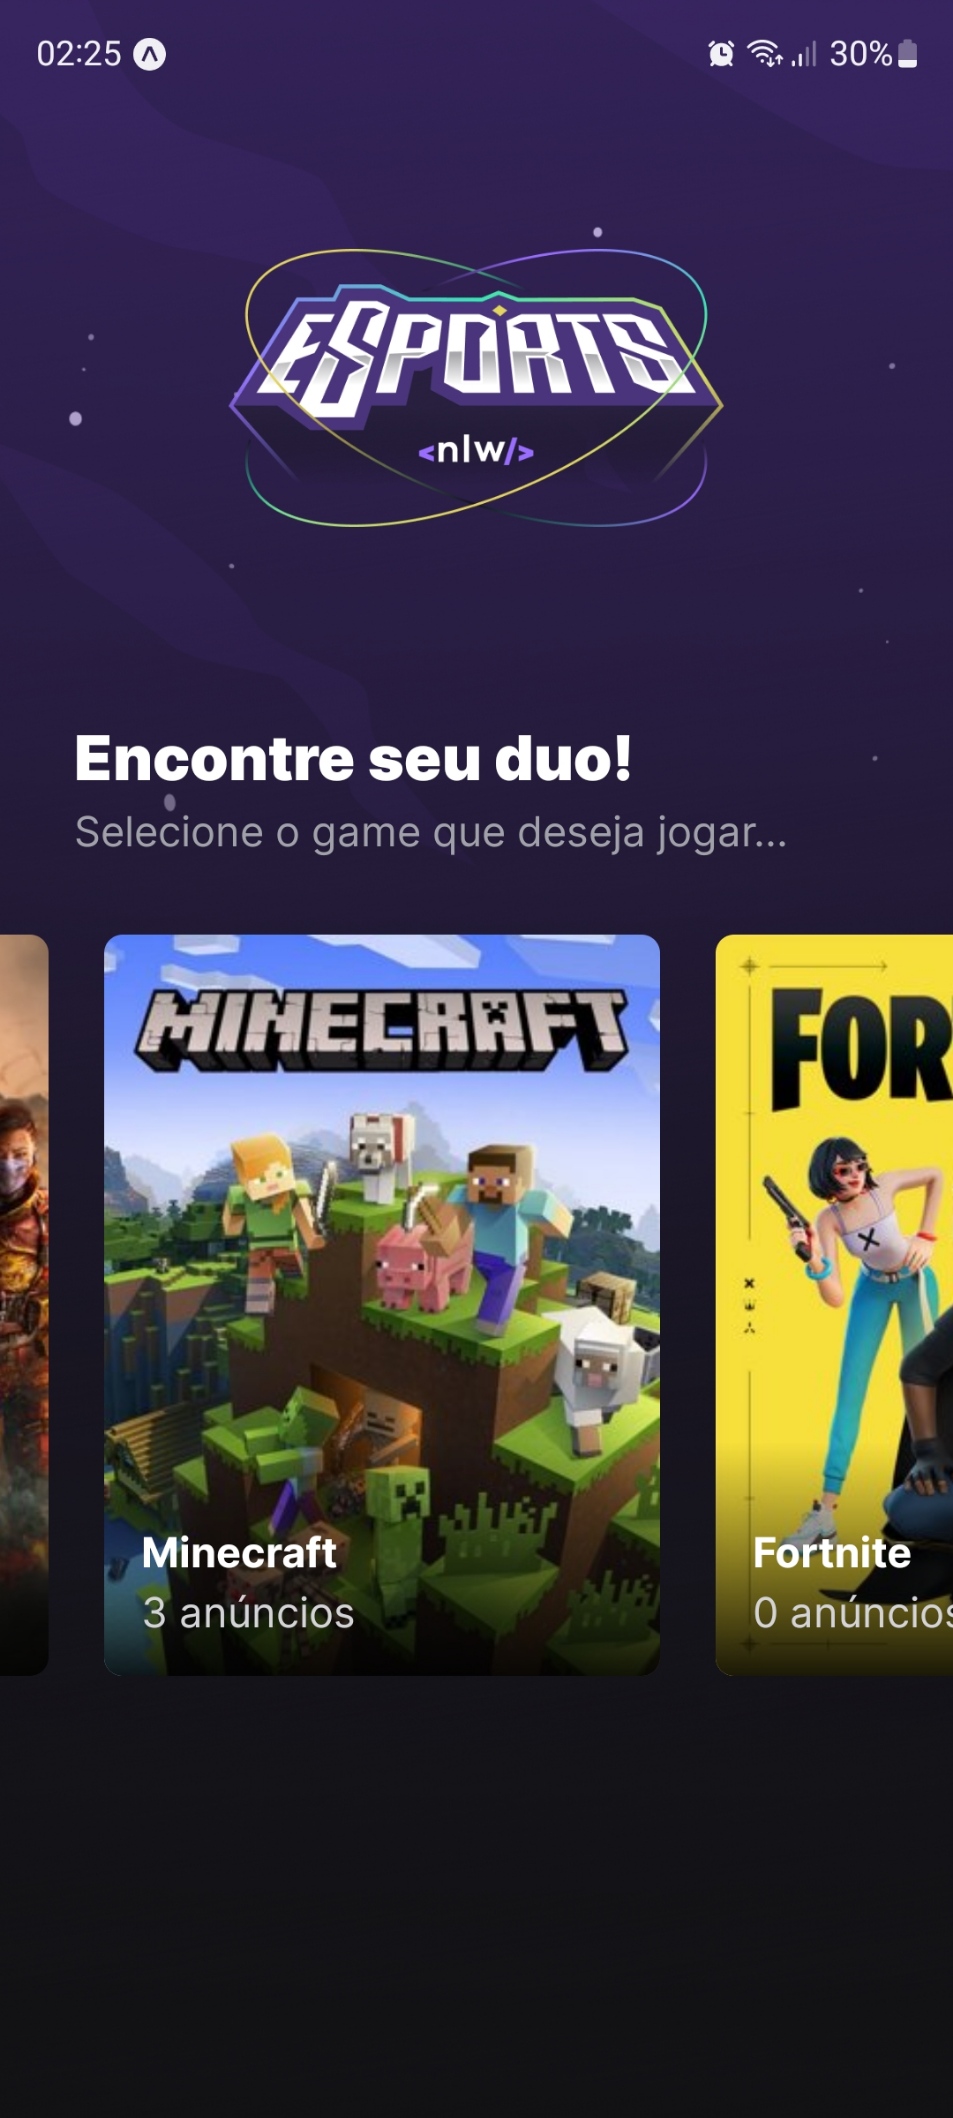 02:25
30%
ESPORTS
<nlw/>
Encontre seu duo!
Selecione o game que deseja jogar...
MINECRAFT
FOR
Minecraft
3 anúncios
Fortnite
0 anúncios